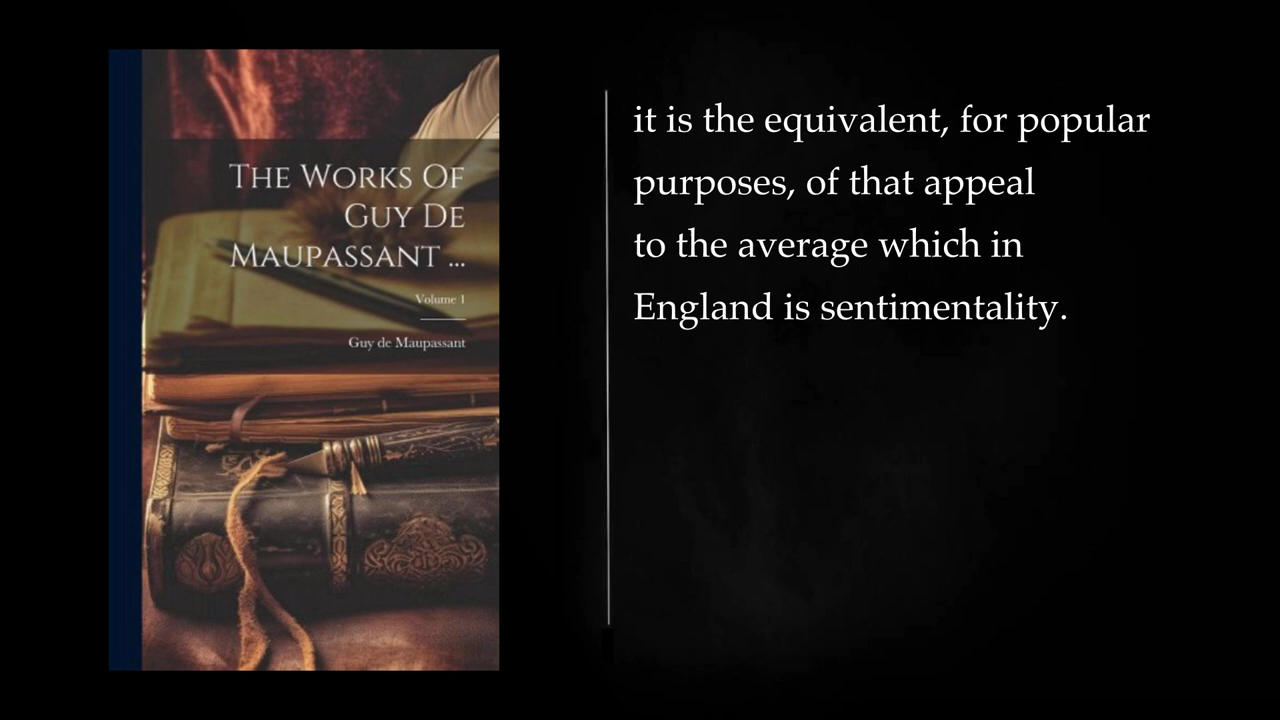 THE WORKS OF
GUY DE
MAUPASSANT ...
Volume 1
Guy de Maupassant
it is the equivalent, for popular
purposes, of that appeal
to the average which in
England is sentimentality.